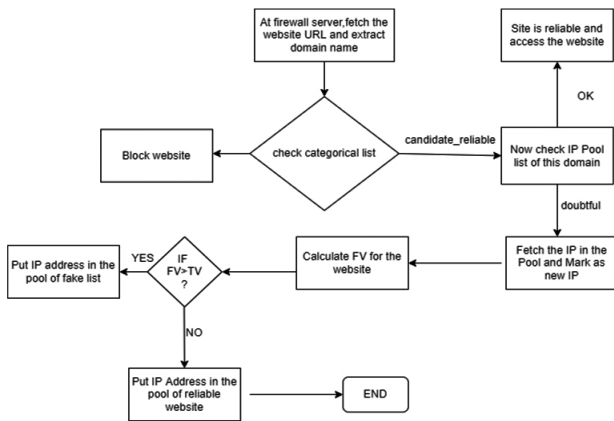 At firewall server,fetch the
website URL and extract
domain name
Site is reliable and
access the website
OK
Block website
check categorical list
candidate_reliable
Now check IP Pool
list of this domain
doubtful
Put IP address in the
pool of fake list
YES
IF
FV>TV
?
Calculate FV for the
website
Fetch the IP in the
Pool and Mark as
new IP
NO
Put IP Address in the
pool of reliable
website
END